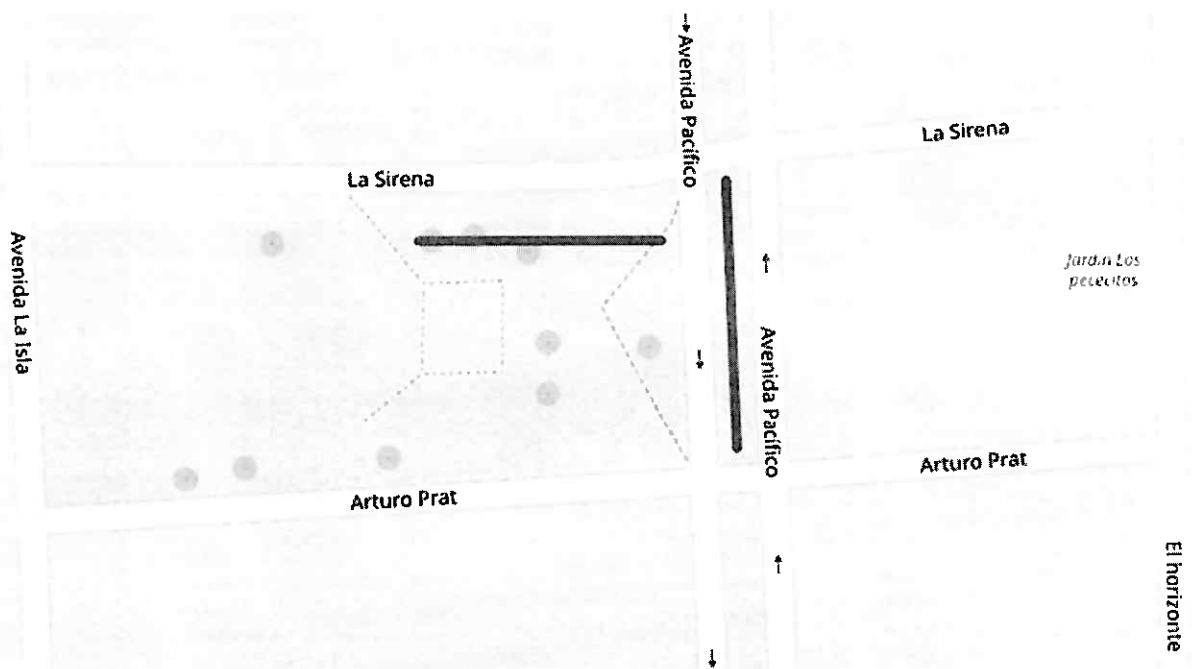 Avenida Pacífico
La Sirena
La Sirena
Avenida La Isla
Jardín Los
pececitos
Avenida Pacífico
Arturo Prat
Arturo Prat
El horizonte